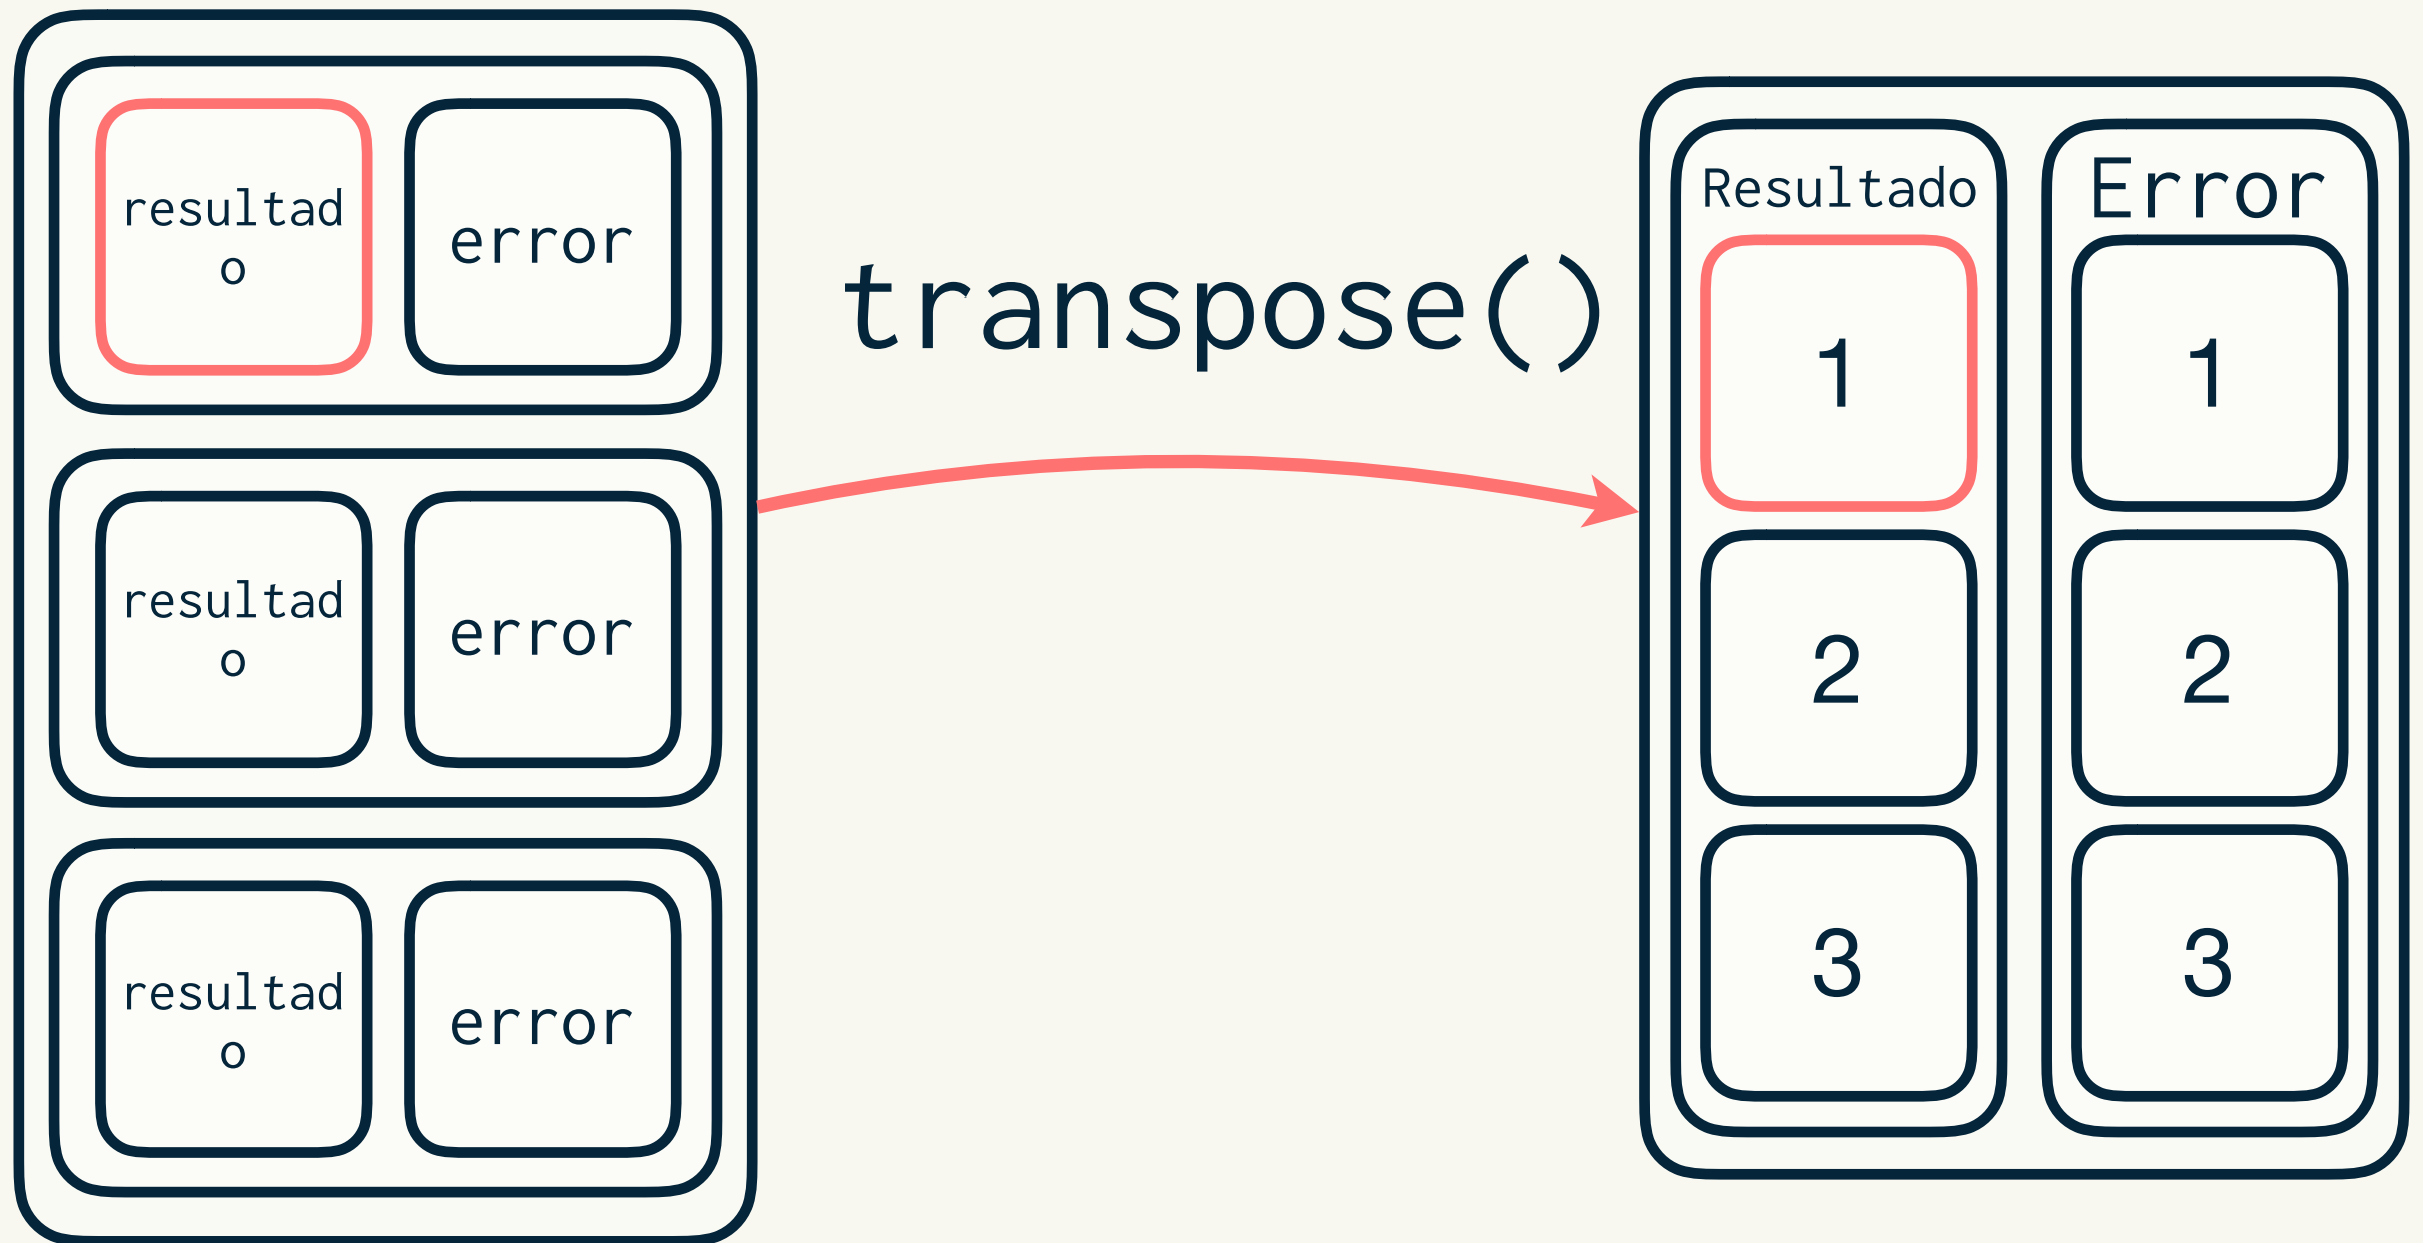 resultad
o
error
resultad
o
error
resultad
o
error
transpose()
Resultado
1
2
3
Error
1
2
3